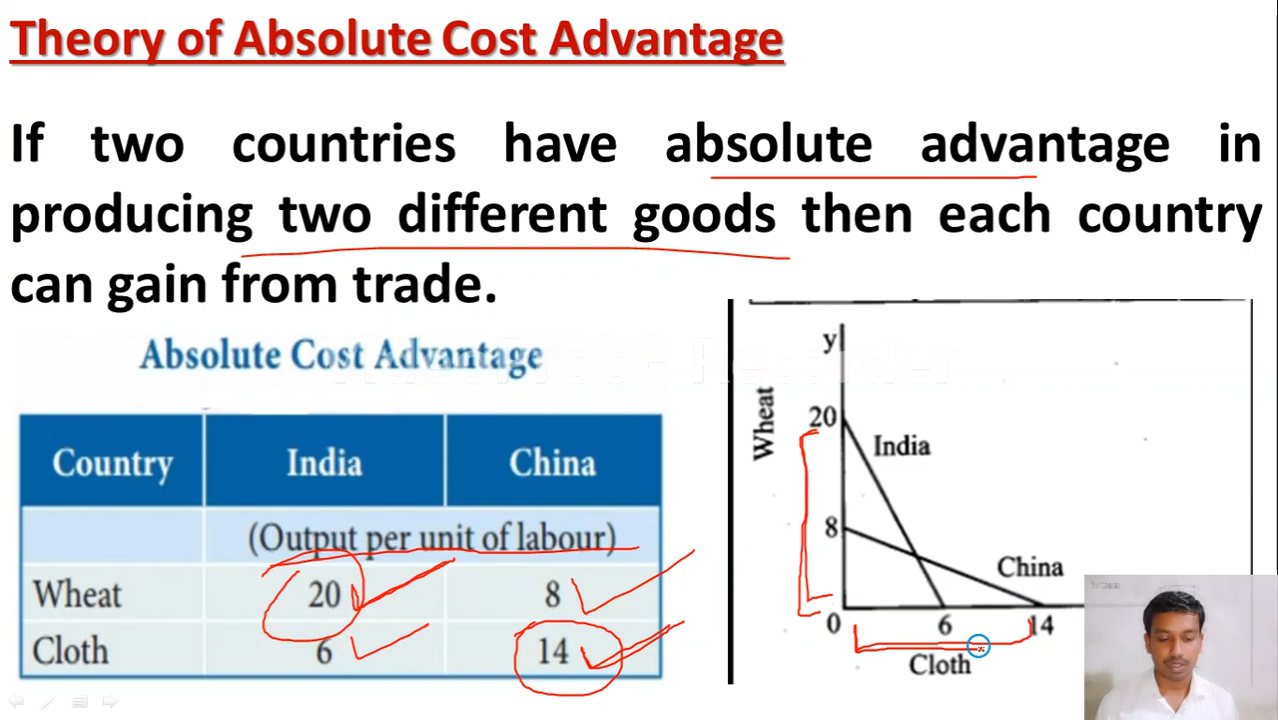 Theory of Absolute Cost Advantage
If two countries have absolute advantage in
producing two different goods then each country
can gain from trade.
Absolute Cost Advantage
Country India China
(Output per unit of labour)
Wheat 20 8
Cloth 6 14
y
Wheat
20
India
8
China
0 6 14
Cloth